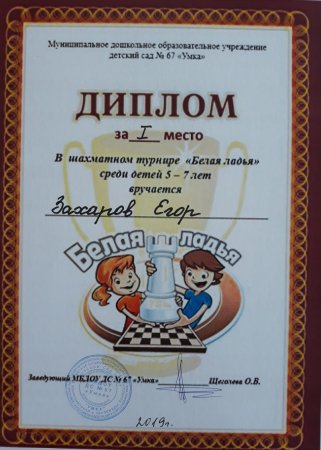 Муниципальное дошкольное образовательное учреждение
детский сад № 67 «Умка»
ДИПЛОМ
за I место
В шахматном турнире «Белая ладья»
среди детей 5 – 7 лет
вручается
Захаров Егор
Белая ладья
Заведующий МБДОУ ДС № 67 «Умка» Щеголева О.В.
2019г.